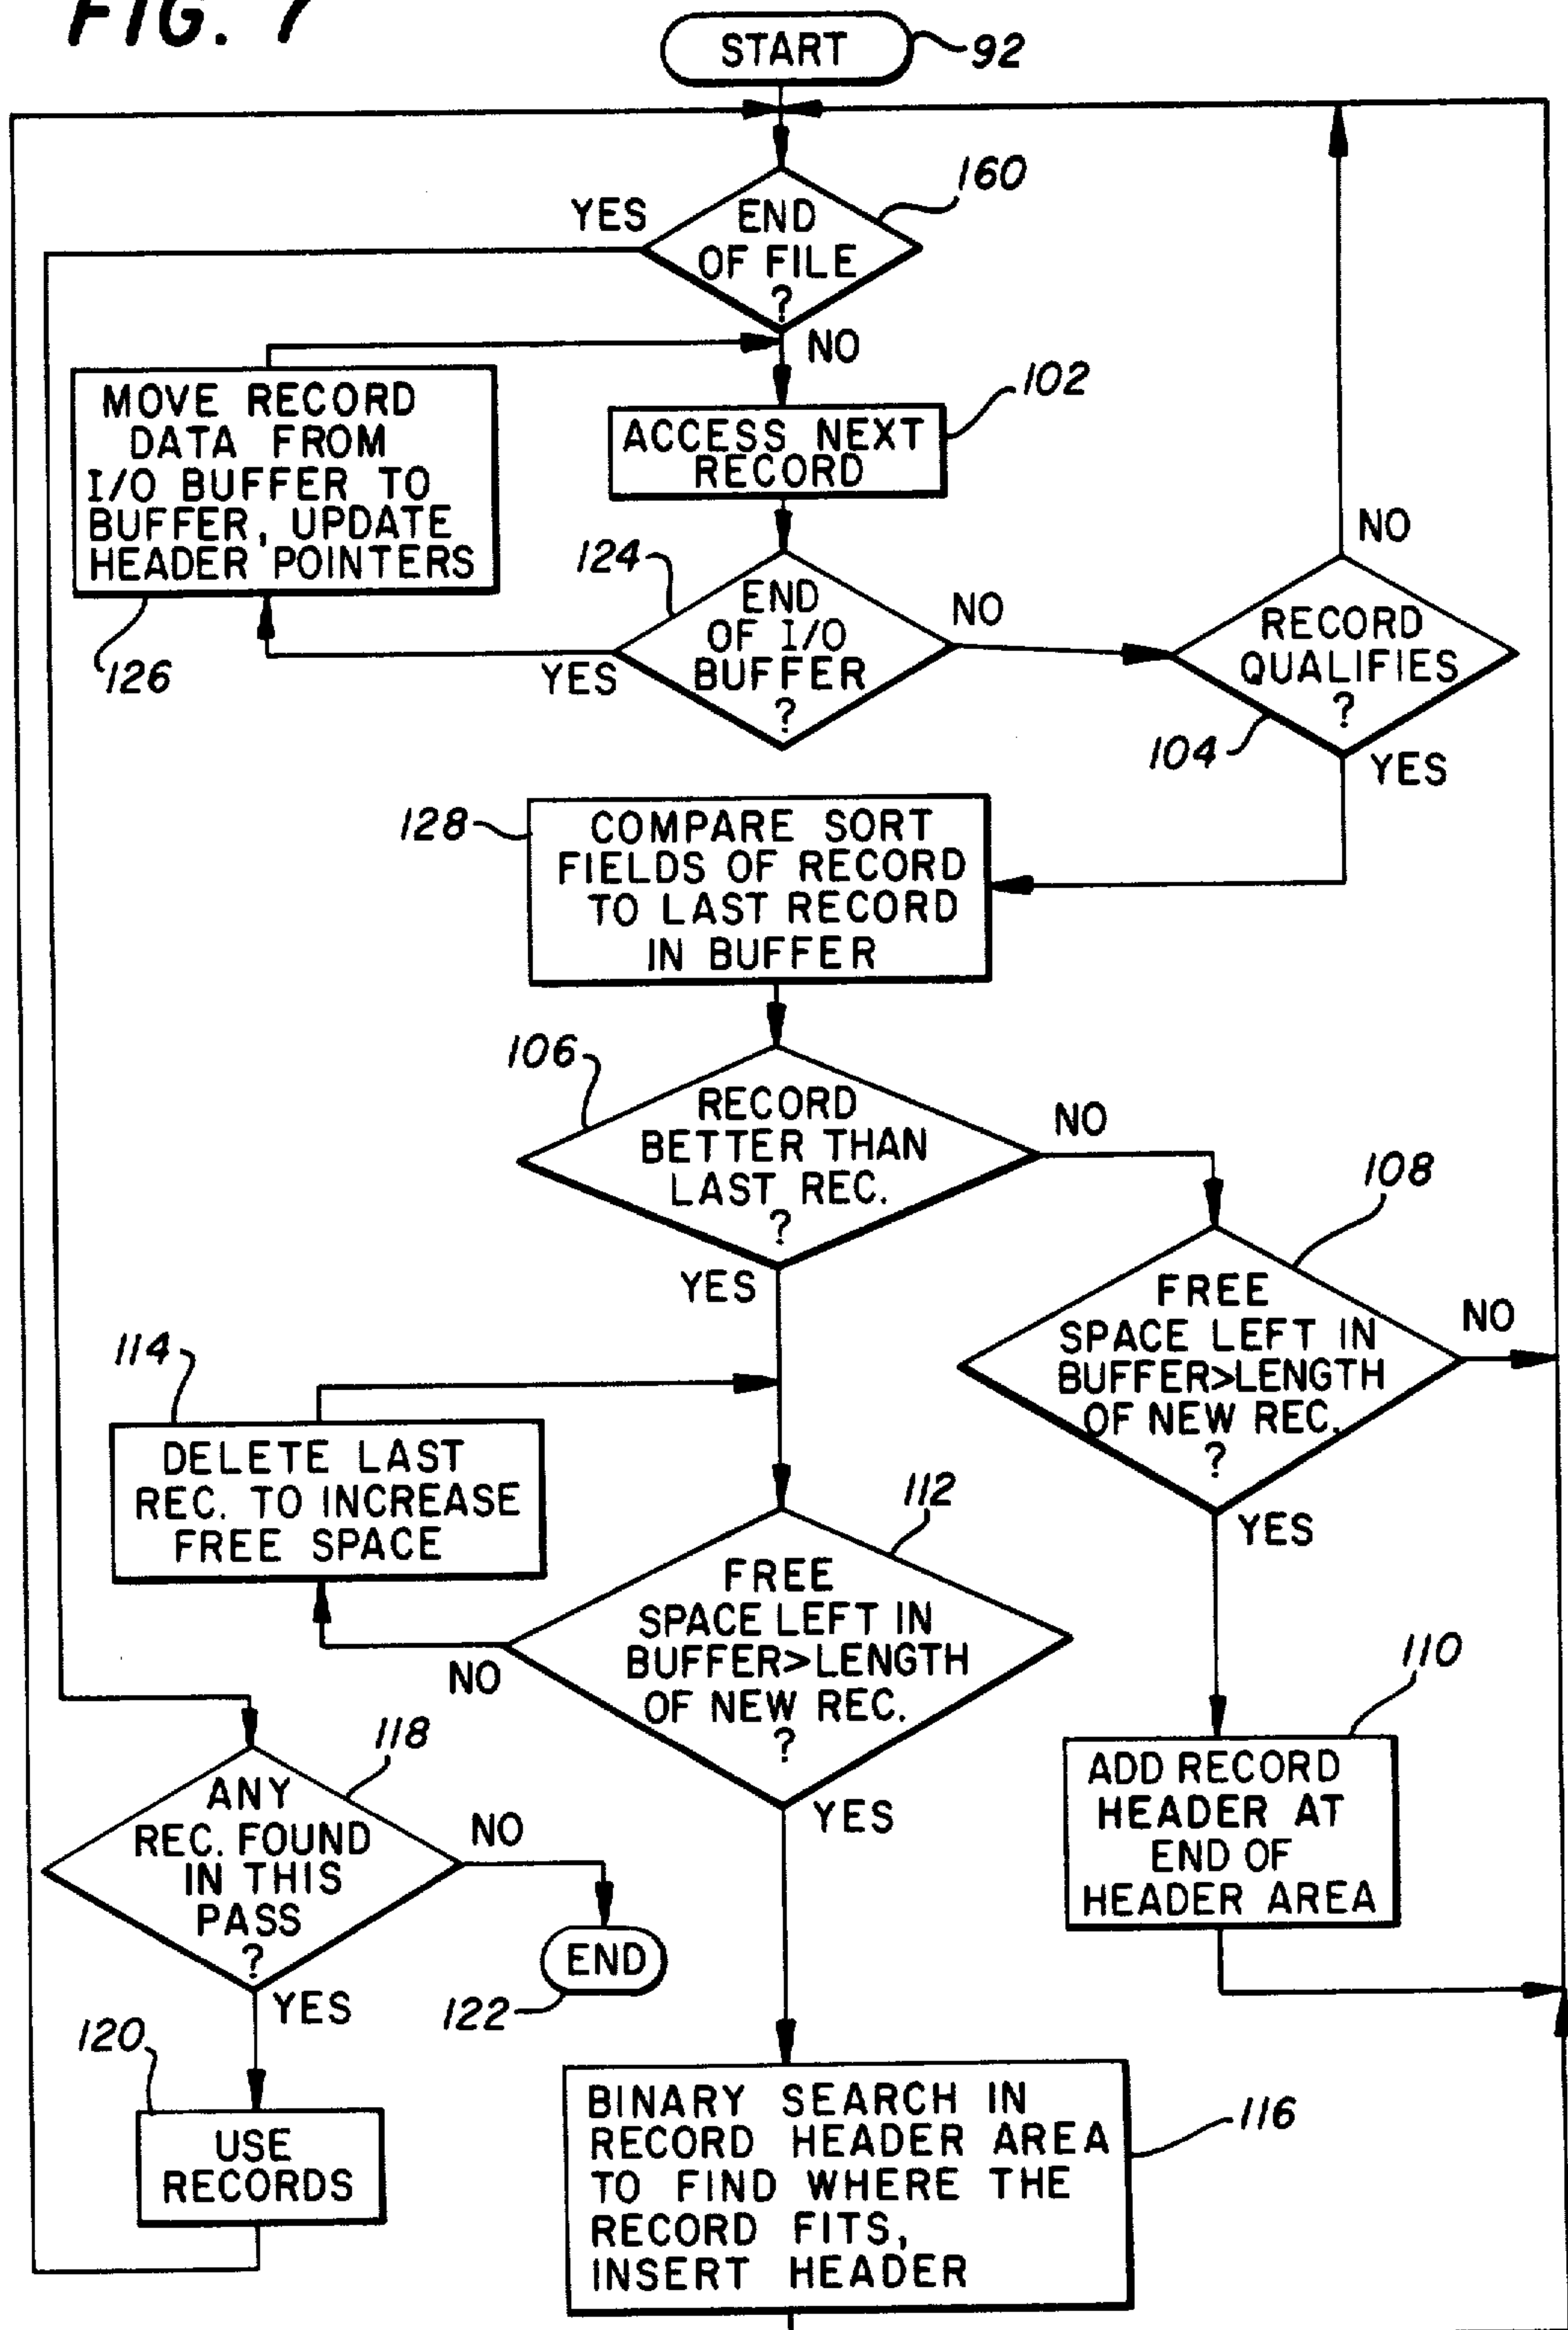 FIG. 7
START
92
160
YES
END
OF FILE
?
NO
MOVE RECORD
DATA FROM
I/O BUFFER TO
BUFFER, UPDATE
HEADER POINTERS
126
102
ACCESS NEXT
RECORD
124
END
OF I/O
BUFFER
?
YES
NO
NO
RECORD
QUALIFIES
?
104
YES
128
COMPARE SORT
FIELDS OF RECORD
TO LAST RECORD
IN BUFFER
106
RECORD
BETTER THAN
LAST REC.
?
NO
YES
108
FREE
SPACE LEFT IN
BUFFER>LENGTH
OF NEW REC.
?
NO
YES
114
DELETE LAST
REC. TO INCREASE
FREE SPACE
112
FREE
SPACE LEFT IN
BUFFER>LENGTH
OF NEW REC.
?
NO
YES
110
ADD RECORD
HEADER AT
END OF
HEADER AREA
118
ANY
REC. FOUND
IN THIS
PASS
?
NO
END
122
YES
120
USE
RECORDS
BINARY SEARCH IN
RECORD HEADER AREA
TO FIND WHERE THE
RECORD FITS,
INSERT HEADER
116